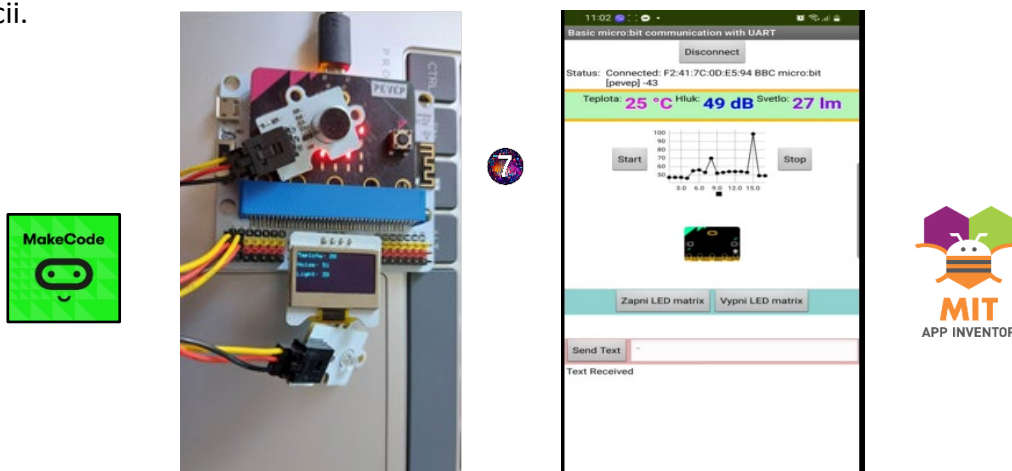 cii.
MakeCode
PEVEP
CTRL
Teplota: 26
Noise: 51
11:02
Basic micro:bit communication with UART
Disconnect
Status: Connected: F2:41:7C:0D:E5:94 BBC micro:bit
[pevep] -43
Teplota: 25 °C Hluk: 49 dB Svetlo: 27 lm
100
90
80
70
60
50
3.0 6.0 9.0 12.0 15.0
Start
Stop
Zapni LED matrix
Vypni LED matrix
Send Text
Text Received
7
MIT
APP INVENTOR